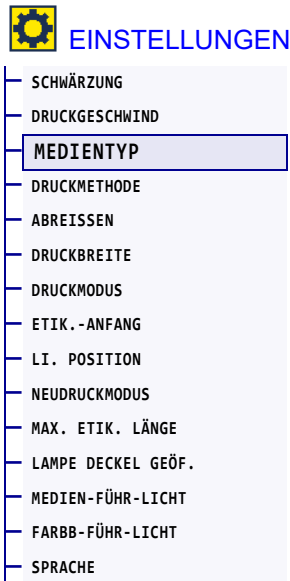 EINSTELLUNGEN
SCHWÄRZUNG
DRUCKGESCHWIND
MEDIENTYP
DRUCKMETHODE
ABREISSEN
DRUCKBREITE
DRUCKMODUS
ETIK.-ANFANG
LI. POSITION
NEUDRUCKMODUS
MAX. ETIK. LÄNGE
LAMPE DECKEL GEÖF.
MEDIEN-FÜHR-LICHT
FARBB-FÜHR-LICHT
SPRACHE